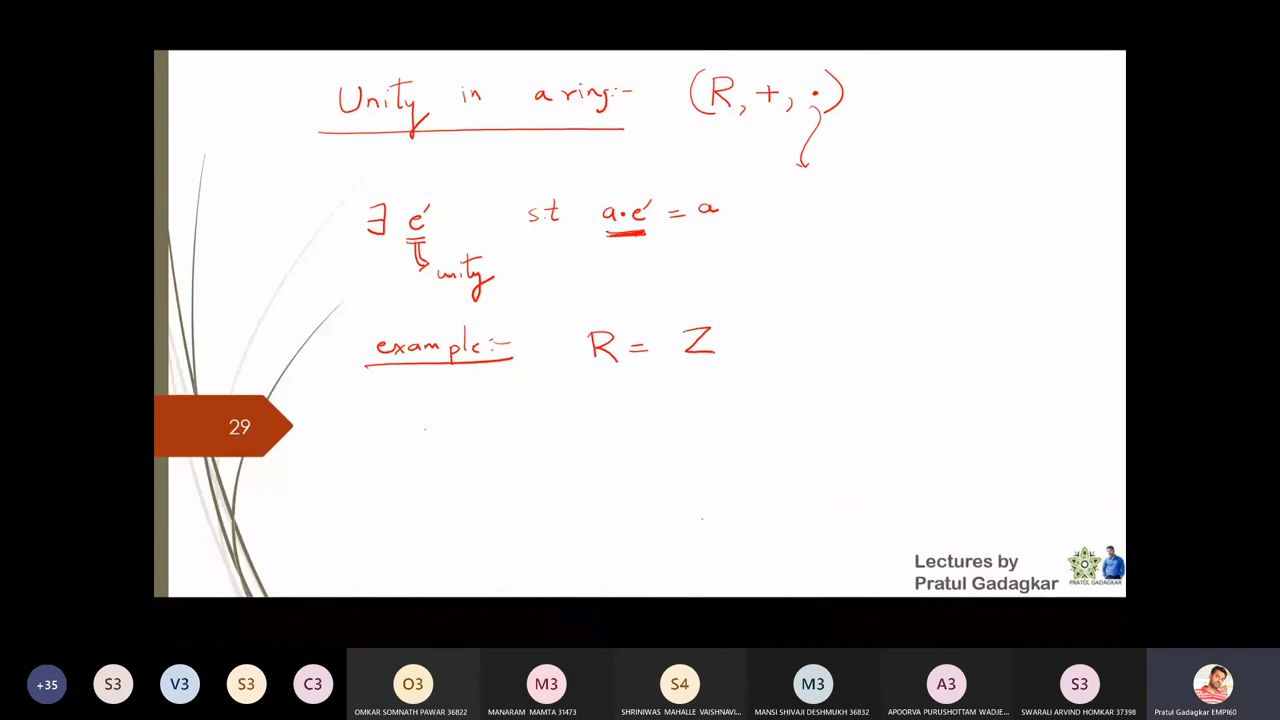 Unity in a ring:- (R, +, ·)
∃ e′ s.t a·e′ = a
unity
example:- R = Z
29
Lectures by
Pratul Gadagkar
PRATUL GADAGKAR
+35 S3 V3 S3 C3 O3 M3 S4 M3 A3 S3
OMKAR SOMNATH PAWAR 36822 MANARAM MAMTA 31473 SHRINIWAS MAHALLE VAISHNAVI... MANSI SHIVAJI DESHMUKH 36832 APOORVA PURUSHOTTAM WADJE... SWARALI ARVIND HOMKAR 37398 Pratul Gadagkar EMP160